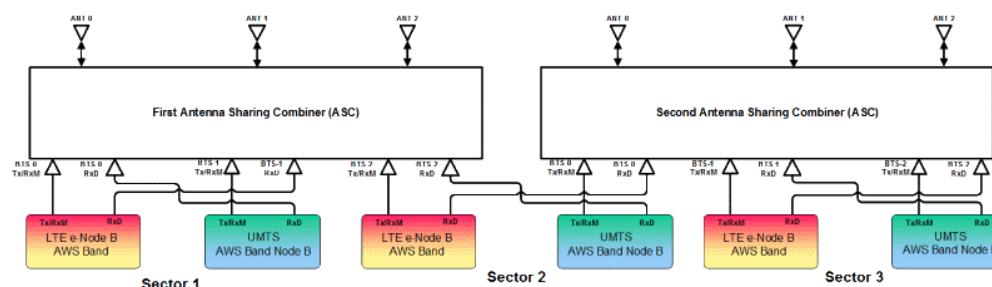 ANT 0 ANT 1 ANT 2 ANT 0 ANT 1 ANT 2
First Antenna Sharing Combiner (ASC) Second Antenna Sharing Combiner (ASC)
BTS 0 BTS 0 BTS 1 BTS-1 BTS 2 BTS 2 BTS 0 BTS 0 BTS-1 BTS 1 BTS-2 BTS 2
Tx/RxM RxD Tx/RxM RxD Tx/RxM RxD Tx/RxM RxD Tx/RxM RxD Tx/RxM RxD
Tx/RxM RxD Tx/RxM RxD Tx/RxM RxD Tx/RxM RxD Tx/RxM RxD Tx/RxM RxD
LTE e-Node B UMTS LTE e-Node B UMTS LTE e-Node B UMTS
AWS Band AWS Band Node B AWS Band AWS Band Node B AWS Band AWS Band Node B
Sector 1 Sector 2 Sector 3